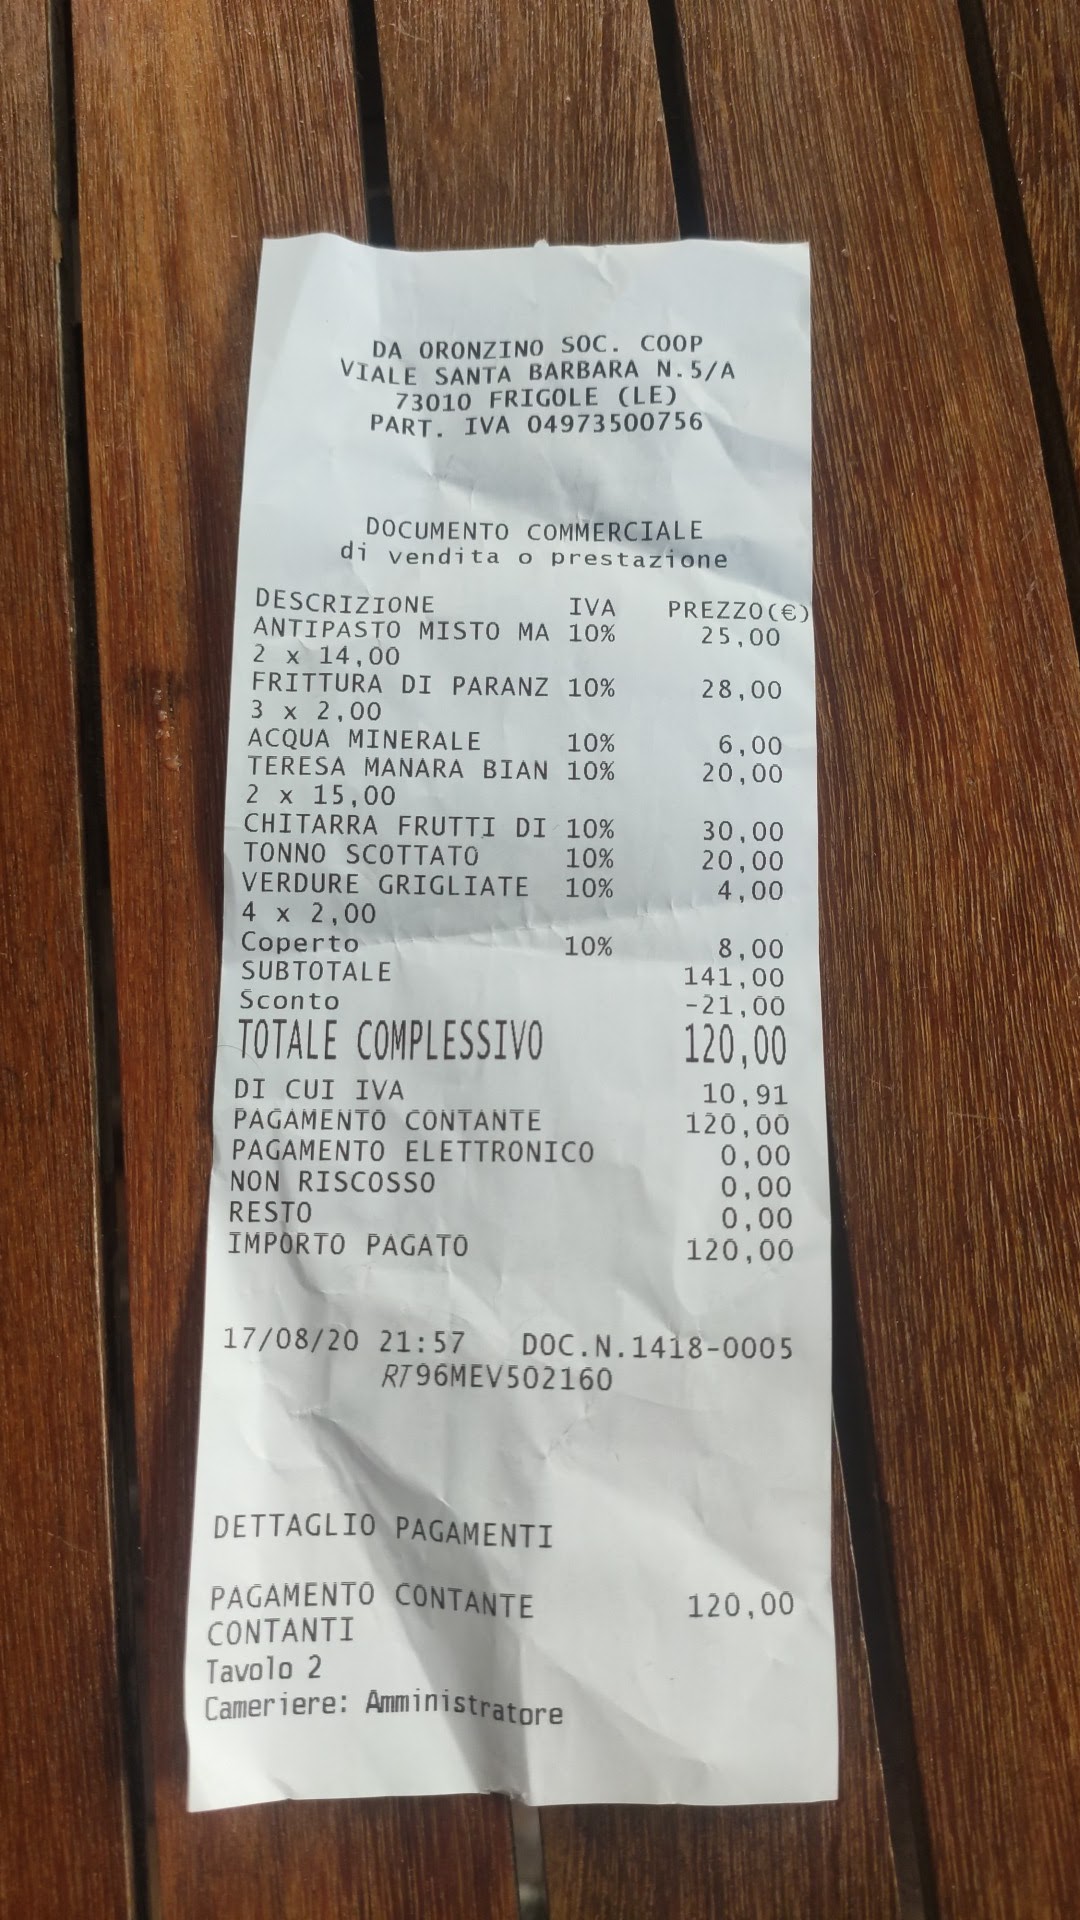 DA ORONZINO SOC. COOP
VIALE SANTA BARBARA N.5/A
73010 FRIGOLE (LE)
PART. IVA 04973500756
DOCUMENTO COMMERCIALE
di vendita o prestazione
DESCRIZIONE IVA PREZZO(€)
ANTIPASTO MISTO MA 10% 25,00
2 x 14,00
FRITTURA DI PARANZ 10% 28,00
3 x 2,00
ACQUA MINERALE 10% 6,00
TERESA MANARA BIAN 10% 20,00
2 x 15,00
CHITARRA FRUTTI DI 10% 30,00
TONNO SCOTTATO 10% 20,00
VERDURE GRIGLIATE 10% 4,00
4 x 2,00
Coperto 10% 8,00
SUBTOTALE 141,00
Sconto -21,00
TOTALE COMPLESSIVO 120,00
DI CUI IVA 10,91
PAGAMENTO CONTANTE 120,00
PAGAMENTO ELETTRONICO 0,00
NON RISCOSSO 0,00
RESTO 0,00
IMPORTO PAGATO 120,00
17/08/20 21:57 DOC.N.1418-0005
RT96MEV502160
DETTAGLIO PAGAMENTI
PAGAMENTO CONTANTE 120,00
CONTANTI
Tavolo 2
Cameriere: Amministratore